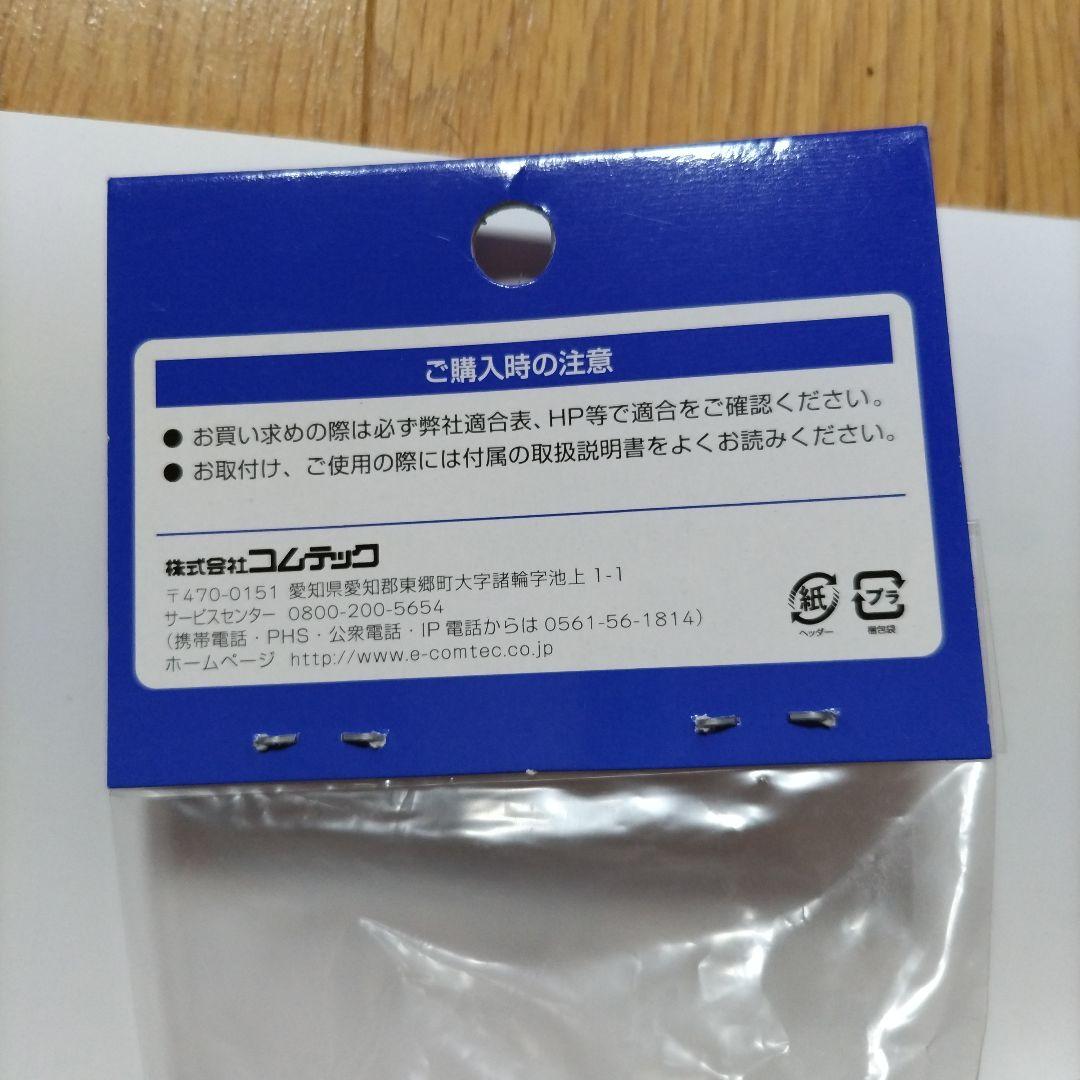 ご購入時の注意
● お買い求めの際は必ず弊社適合表、HP等で適合をご確認ください。
● お取付け、ご使用の際には付属の取扱説明書をよくお読みください。
株式会社コムテック
〒470-0151 愛知県愛知郡東郷町大字諸輪字池上 1-1
サービスセンター 0800-200-5654
(携帯電話・PHS・公衆電話・IP 電話からは 0561-56-1814)
ホームページ http://www.e-comtec.co.jp
紙
ヘッダー
プラ
梱包袋